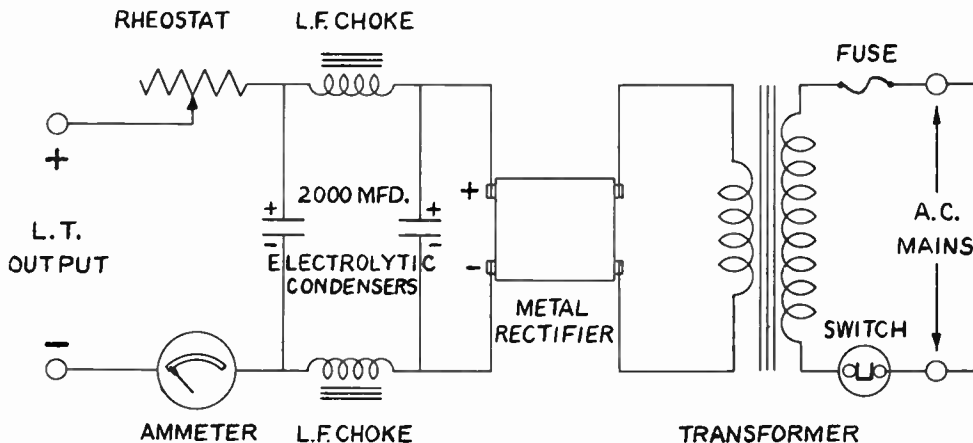 RHEOSTAT
L.F. CHOKE
FUSE
+
L.T.
OUTPUT
-
+ 2000 MFD. +
- -
ELECTROLYTIC
CONDENSERS
+
-
METAL
RECTIFIER
A.C.
MAINS
SWITCH
AMMETER
L.F. CHOKE
TRANSFORMER